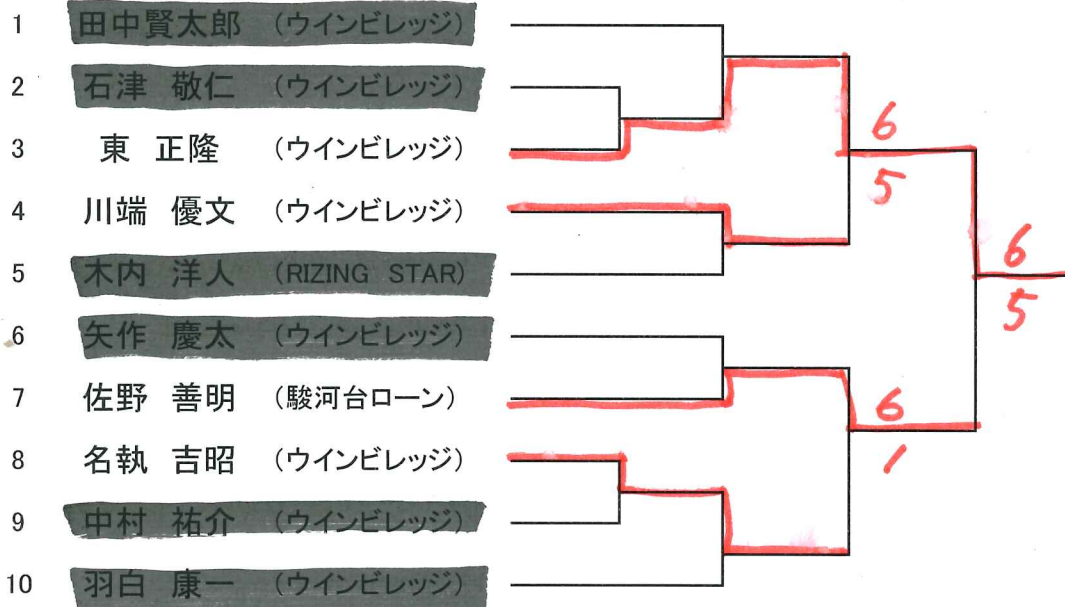 1 田中賢太郎 (ウインビレッジ)
2 石津 敬仁 (ウインビレッジ)
3 東 正隆 (ウインビレッジ)
4 川端 優文 (ウインビレッジ)
5 木内 洋人 (RIZING STAR)
6 矢作 慶太 (ウインビレッジ)
7 佐野 善明 (駿河台ローン)
8 名執 吉昭 (ウインビレッジ)
9 中村 祐介 (ウインビレッジ)
10 羽白 康一 (ウインビレッジ)
6
5
6
5
6
1